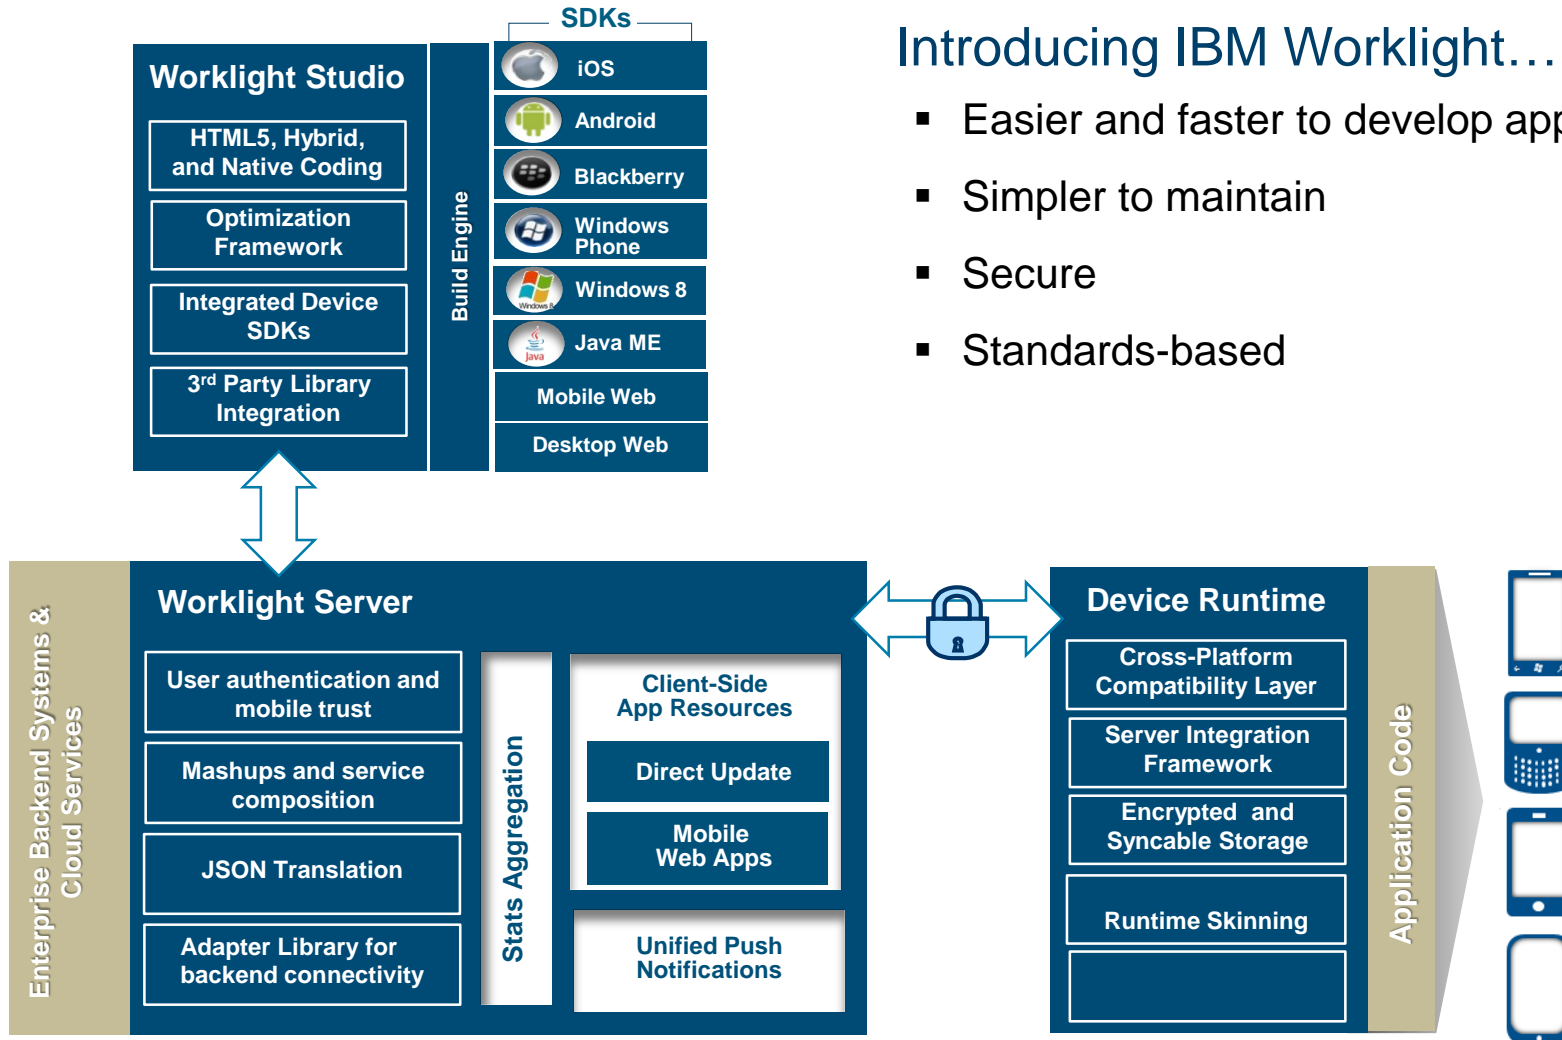 SDKs
Introducing IBM Worklight…
Easier and faster to develop app
Simpler to maintain
Secure
Standards-based
Worklight Studio
HTML5, Hybrid,
and Native Coding
Optimization
Framework
Integrated Device
SDKs
3rd Party Library
Integration
Build Engine
iOS
Android
Blackberry
Windows
Phone
Windows 8
Windows 8
Java
Java ME
Mobile Web
Desktop Web
Enterprise Backend Systems &
Cloud Services
Worklight Server
User authentication and
mobile trust
Mashups and service
composition
JSON Translation
Adapter Library for
backend connectivity
Stats Aggregation
Client-Side
App Resources
Direct Update
Mobile
Web Apps
Unified Push
Notifications
Device Runtime
Cross-Platform
Compatibility Layer
Server Integration
Framework
Encrypted and
Syncable Storage
Runtime Skinning
Application Code